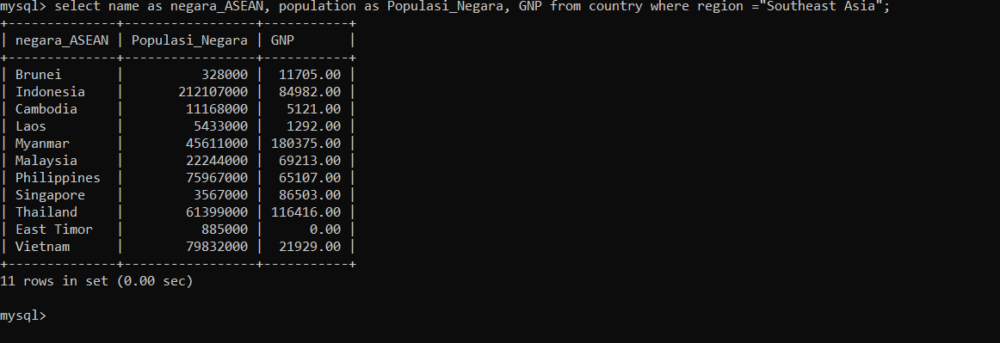 mysql> select name as negara_ASEAN, population as Populasi_Negara, GNP from country where region ="Southeast Asia";
+--------------+-----------------+-----------+
| negara_ASEAN | Populasi_Negara | GNP       |
+--------------+-----------------+-----------+
| Brunei       |          328000 |  11705.00 |
| Indonesia    |       212107000 |  84982.00 |
| Cambodia     |        11168000 |   5121.00 |
| Laos         |         5433000 |   1292.00 |
| Myanmar      |        45611000 | 180375.00 |
| Malaysia     |        22244000 |  69213.00 |
| Philippines  |        75967000 |  65107.00 |
| Singapore    |         3567000 |  86503.00 |
| Thailand     |        61399000 | 116416.00 |
| East Timor   |          885000 |      0.00 |
| Vietnam      |        79832000 |  21929.00 |
+--------------+-----------------+-----------+
11 rows in set (0.00 sec)
mysql>